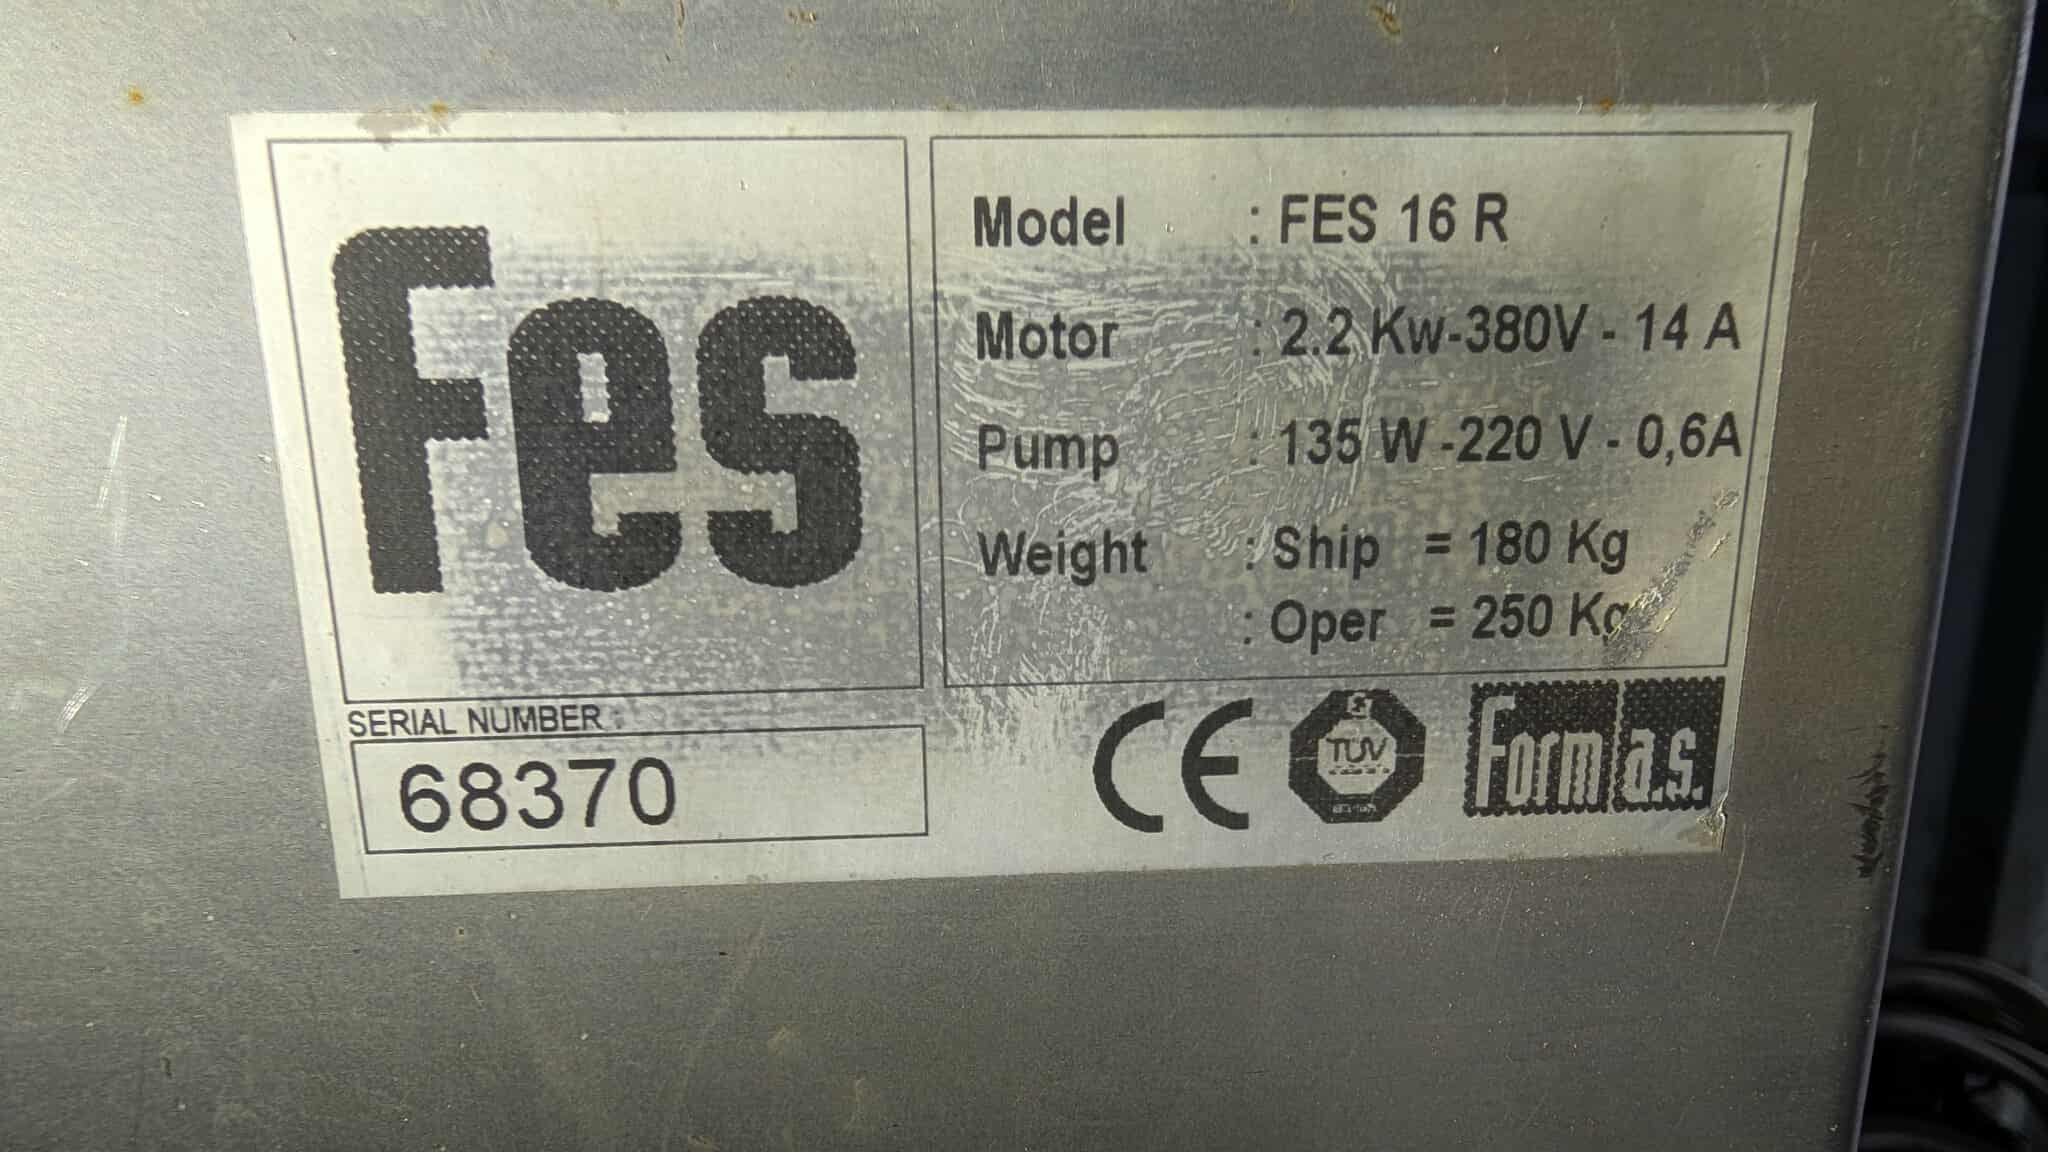 Fes
Model : FES 16 R
Motor : 2.2 Kw-380V - 14 A
Pump : 135 W -220 V - 0,6A
Weight : Ship = 180 Kg
: Oper = 250 Kg
SERIAL NUMBER :
68370
CE
TÜV
Form a.s.